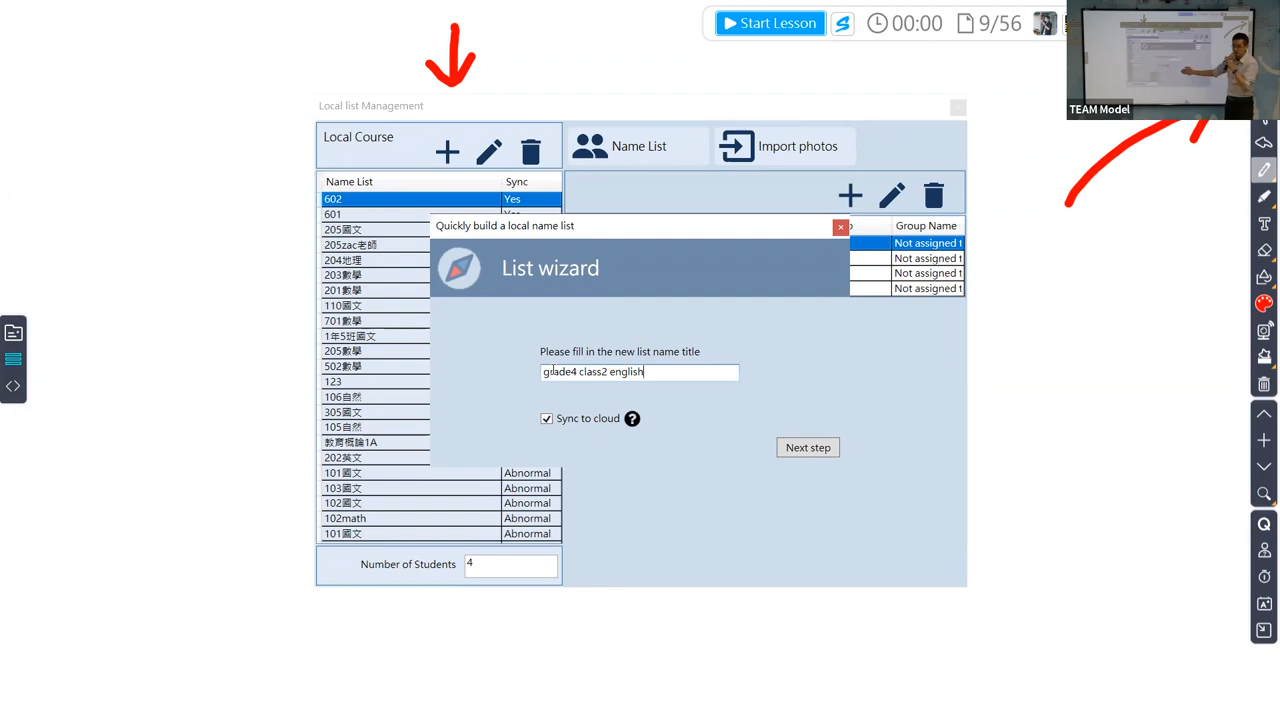 Start Lesson
00:00
9/56
TEAM Model
Local list Management
Local Course
Name List
Import photos
Name List Sync
602 Yes
601
205國文
205zac老師
204地理
203數學
201數學
110國文
701數學
1年5班國文
205數學
502數學
123
106自然
305國文
105自然
教育概論1A
202英文
101國文 Abnormal
103國文 Abnormal
102國文 Abnormal
102math Abnormal
101國文 Abnormal
Number of Students 4
Group Name
Not assigned t
Not assigned t
Not assigned t
Not assigned t
Quickly build a local name list
List wizard
Please fill in the new list name title
grade4 class2 english
Sync to cloud
Next step